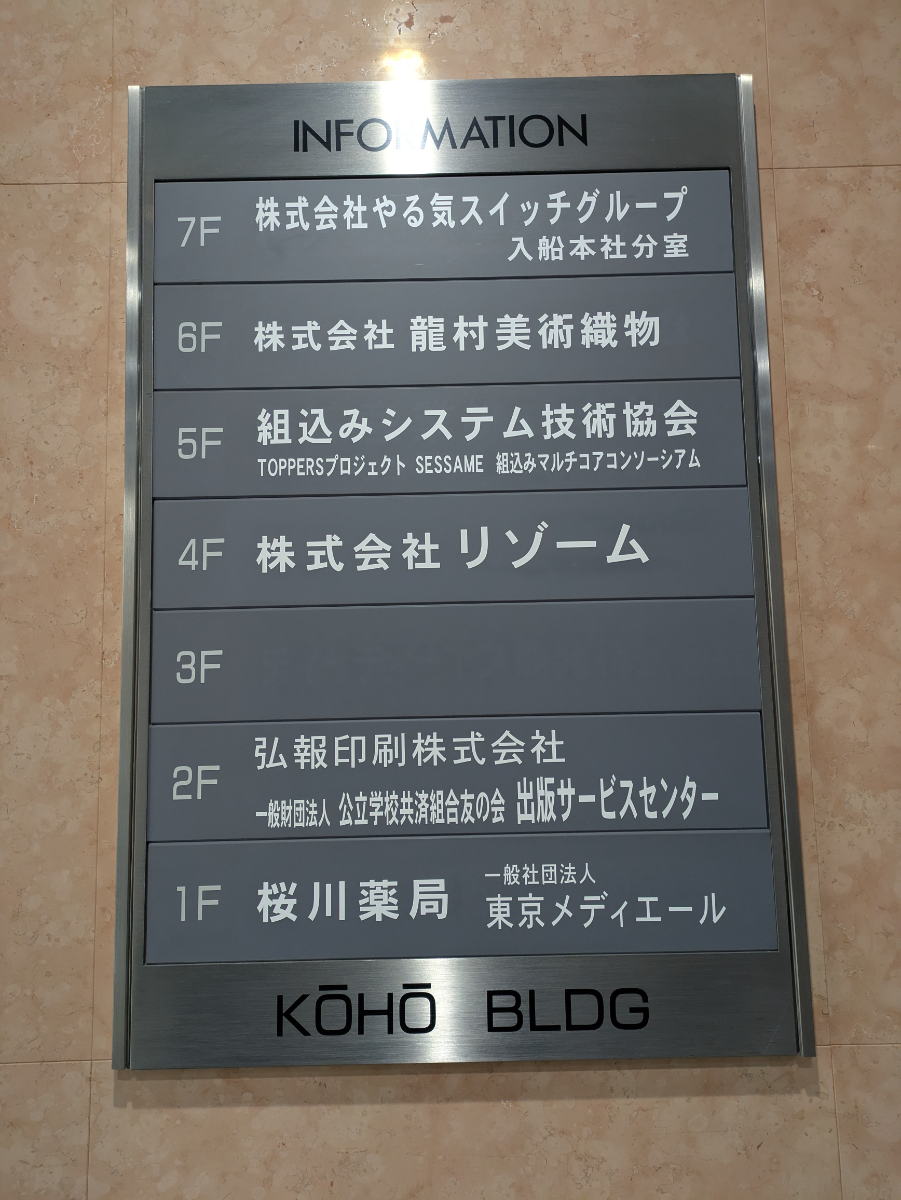 INFORMATION
7F 株式会社やる気スイッチグループ
入船本社分室
6F 株式会社 龍村美術織物
5F 組込みシステム技術協会
TOPPERSプロジェクト SESSAME 組込みマルチコアコンソーシアム
4F 株式会社 リゾーム
3F
2F 弘報印刷株式会社
一般財団法人 公立学校共済組合友の会 出版サービスセンター
1F 桜川薬局 一般社団法人
東京メディエール
KŌHŌ BLDG